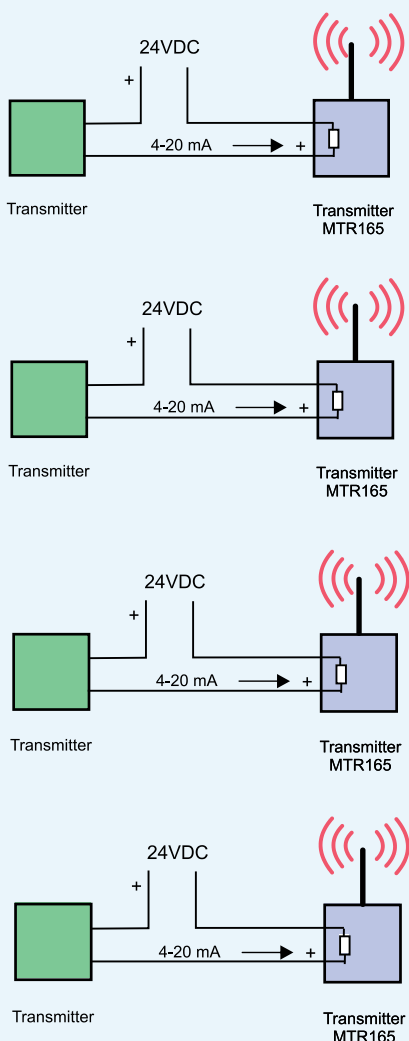 24VDC
+
4-20 mA
+
Transmitter
Transmitter
MTR165
24VDC
+
4-20 mA
+
Transmitter
Transmitter
MTR165
24VDC
+
4-20 mA
+
Transmitter
Transmitter
MTR165
24VDC
+
4-20 mA
+
Transmitter
Transmitter
MTR165